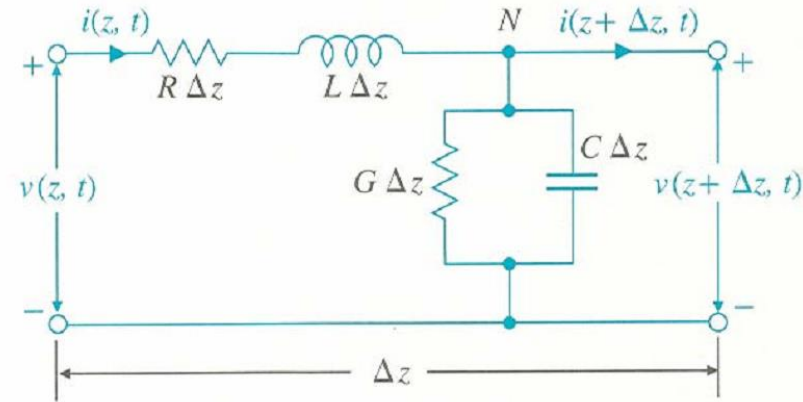 i(z, t) N i(z+ Δz, t)
+ +
R Δz L Δz
C Δz
v(z, t) G Δz v(z+ Δz, t)
− −
Δz